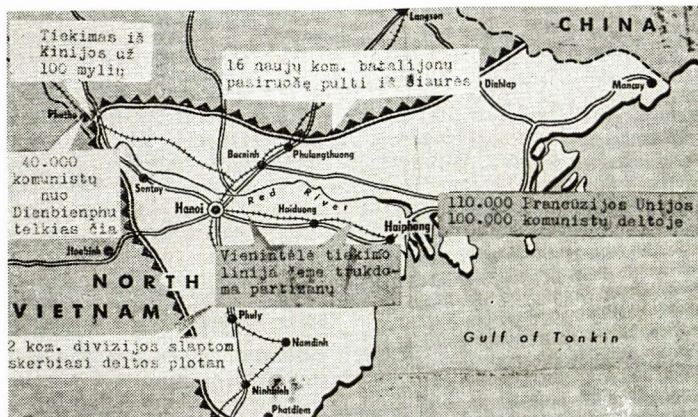 Langson
CHINA
Tiekimas iš
Kinijos už
100 mylių
16 naujų kom. bažalijonų
pasiruošę pulti iš šiaurės
Dinhlap
Moncay
Phutho
Bacninh
Phulangthuong
40.000
komunistų
nuo
Dienbienphu
telkias čia
Sontay
Hanoi
Red River
Haiduong
Haiphong
110.000 Prancūzijos Unijos
100.000 komunistų deltoje
Hoabinh
Vienintėlė tiekimo
linija žeme trukdo-
ma partizanų
NORTH
VIETNAM
Phuly
2 kom. divizijos slaptom
skerbiasi deltos plotan
Namdinh
Gulf of Tonkin
Ninhbinh
Phatdiem